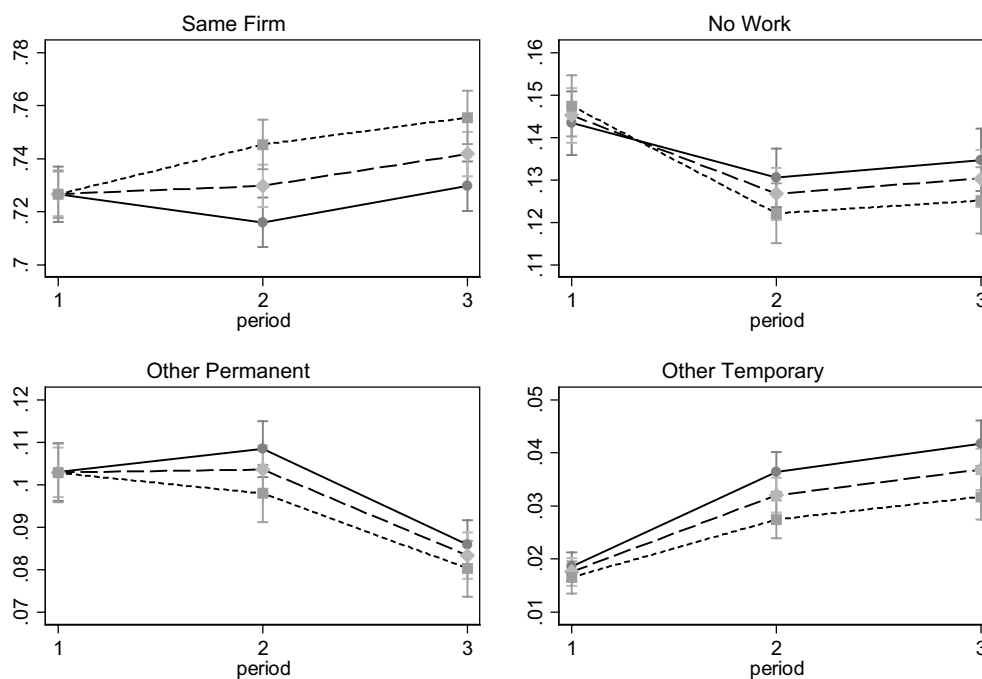 Same Firm
.78
.76
.74
.72
.7
1 2 3
period
No Work
.16
.15
.14
.13
.12
.11
1 2 3
period
Other Permanent
.12
.11
.1
.09
.08
.07
1 2 3
period
Other Temporary
.05
.04
.03
.02
.01
1 2 3
period